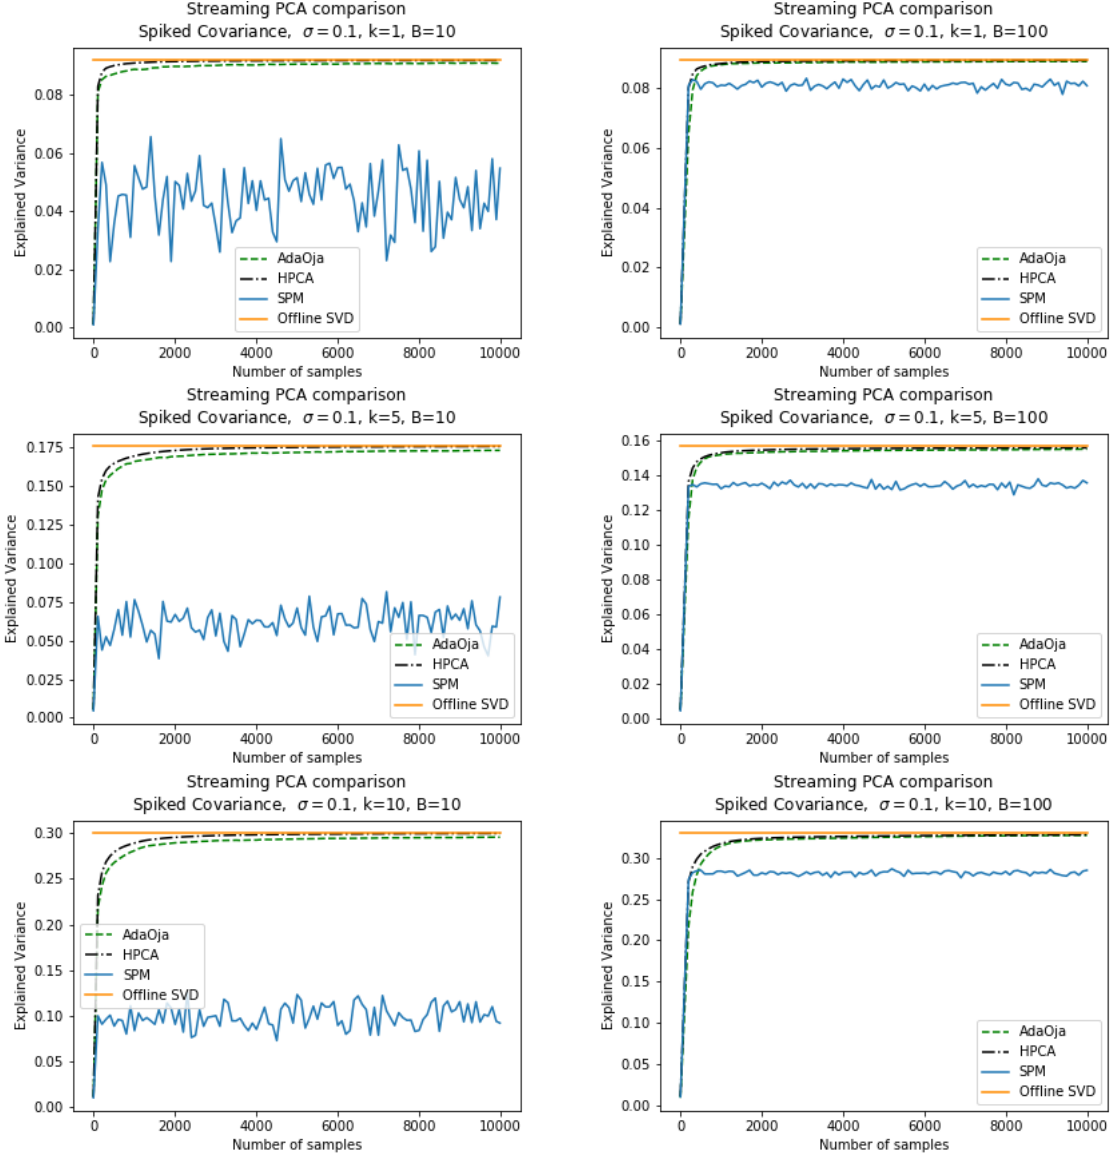 Streaming PCA comparison
Spiked Covariance, σ = 0.1, k=1, B=10
Explained Variance
0.08
0.06
0.04
0.02
0.00
AdaOja
HPCA
SPM
Offline SVD
0 2000 4000 6000 8000 10000
Number of samples
Streaming PCA comparison
Spiked Covariance, σ = 0.1, k=1, B=100
Explained Variance
0.08
0.06
0.04
0.02
0.00
AdaOja
HPCA
SPM
Offline SVD
0 2000 4000 6000 8000 10000
Number of samples
Streaming PCA comparison
Spiked Covariance, σ = 0.1, k=5, B=10
Explained Variance
0.175
0.150
0.125
0.100
0.075
0.050
0.025
0.000
AdaOja
HPCA
SPM
Offline SVD
0 2000 4000 6000 8000 10000
Number of samples
Streaming PCA comparison
Spiked Covariance, σ = 0.1, k=5, B=100
Explained Variance
0.16
0.14
0.12
0.10
0.08
0.06
0.04
0.02
0.00
AdaOja
HPCA
SPM
Offline SVD
0 2000 4000 6000 8000 10000
Number of samples
Streaming PCA comparison
Spiked Covariance, σ = 0.1, k=10, B=10
Explained Variance
0.30
0.25
0.20
0.15
0.10
0.05
0.00
AdaOja
HPCA
SPM
Offline SVD
0 2000 4000 6000 8000 10000
Number of samples
Streaming PCA comparison
Spiked Covariance, σ = 0.1, k=10, B=100
Explained Variance
0.30
0.25
0.20
0.15
0.10
0.05
0.00
AdaOja
HPCA
SPM
Offline SVD
0 2000 4000 6000 8000 10000
Number of samples